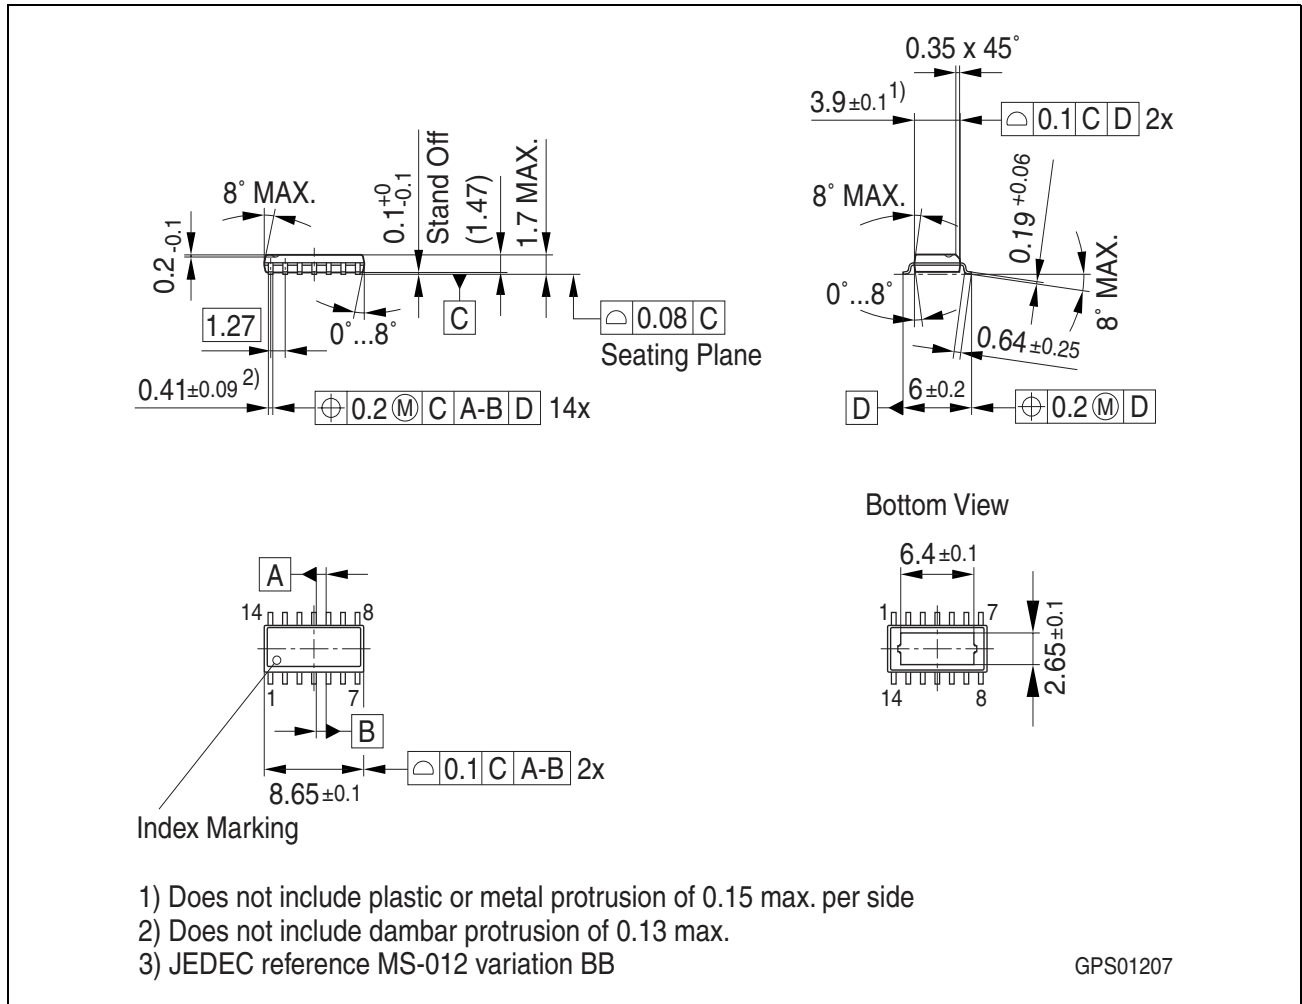 0.35 x 45°
3.9±0.1 1)
0.1 C D 2x
8° MAX.
0.1 +0 -0.1
Stand Off
(1.47)
1.7 MAX.
0.2 -0.1
1.27
0°...8°
C
0.08 C
Seating Plane
0.41±0.09 2)
0.2 Ⓜ C A-B D 14x
8° MAX.
0.19 +0.06
8° MAX.
0°...8°
0.64±0.25
D
6±0.2
0.2 Ⓜ D
Bottom View
6.4±0.1
1 7
2.65±0.1
14 8
A
14 8
1 7
B
0.1 C A-B 2x
8.65±0.1
Index Marking
1) Does not include plastic or metal protrusion of 0.15 max. per side
2) Does not include dambar protrusion of 0.13 max.
3) JEDEC reference MS-012 variation BB
GPS01207